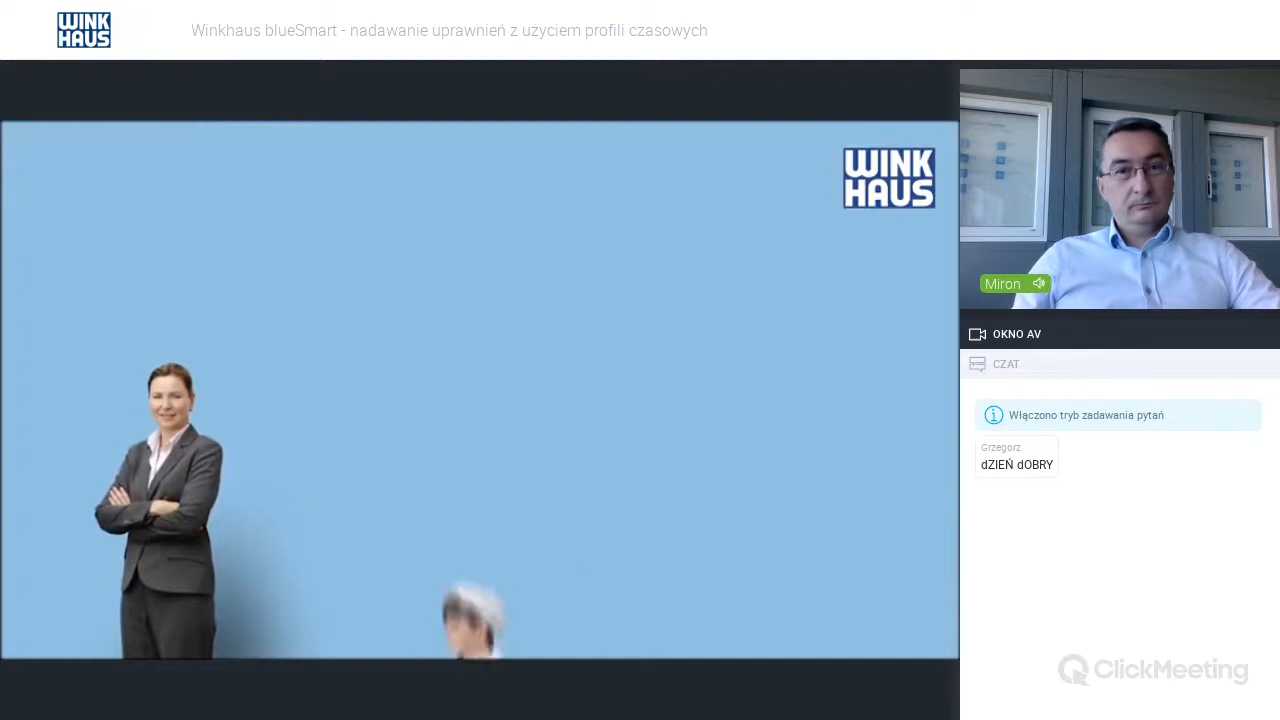 WINK
HAUS
Winkhaus blueSmart - nadawanie uprawnień z użyciem profili czasowych
WINK
HAUS
Miron
OKNO AV
CZAT
Włączono tryb zadawania pytań
Grzegorz
dZIEŃ dOBRY
ClickMeeting